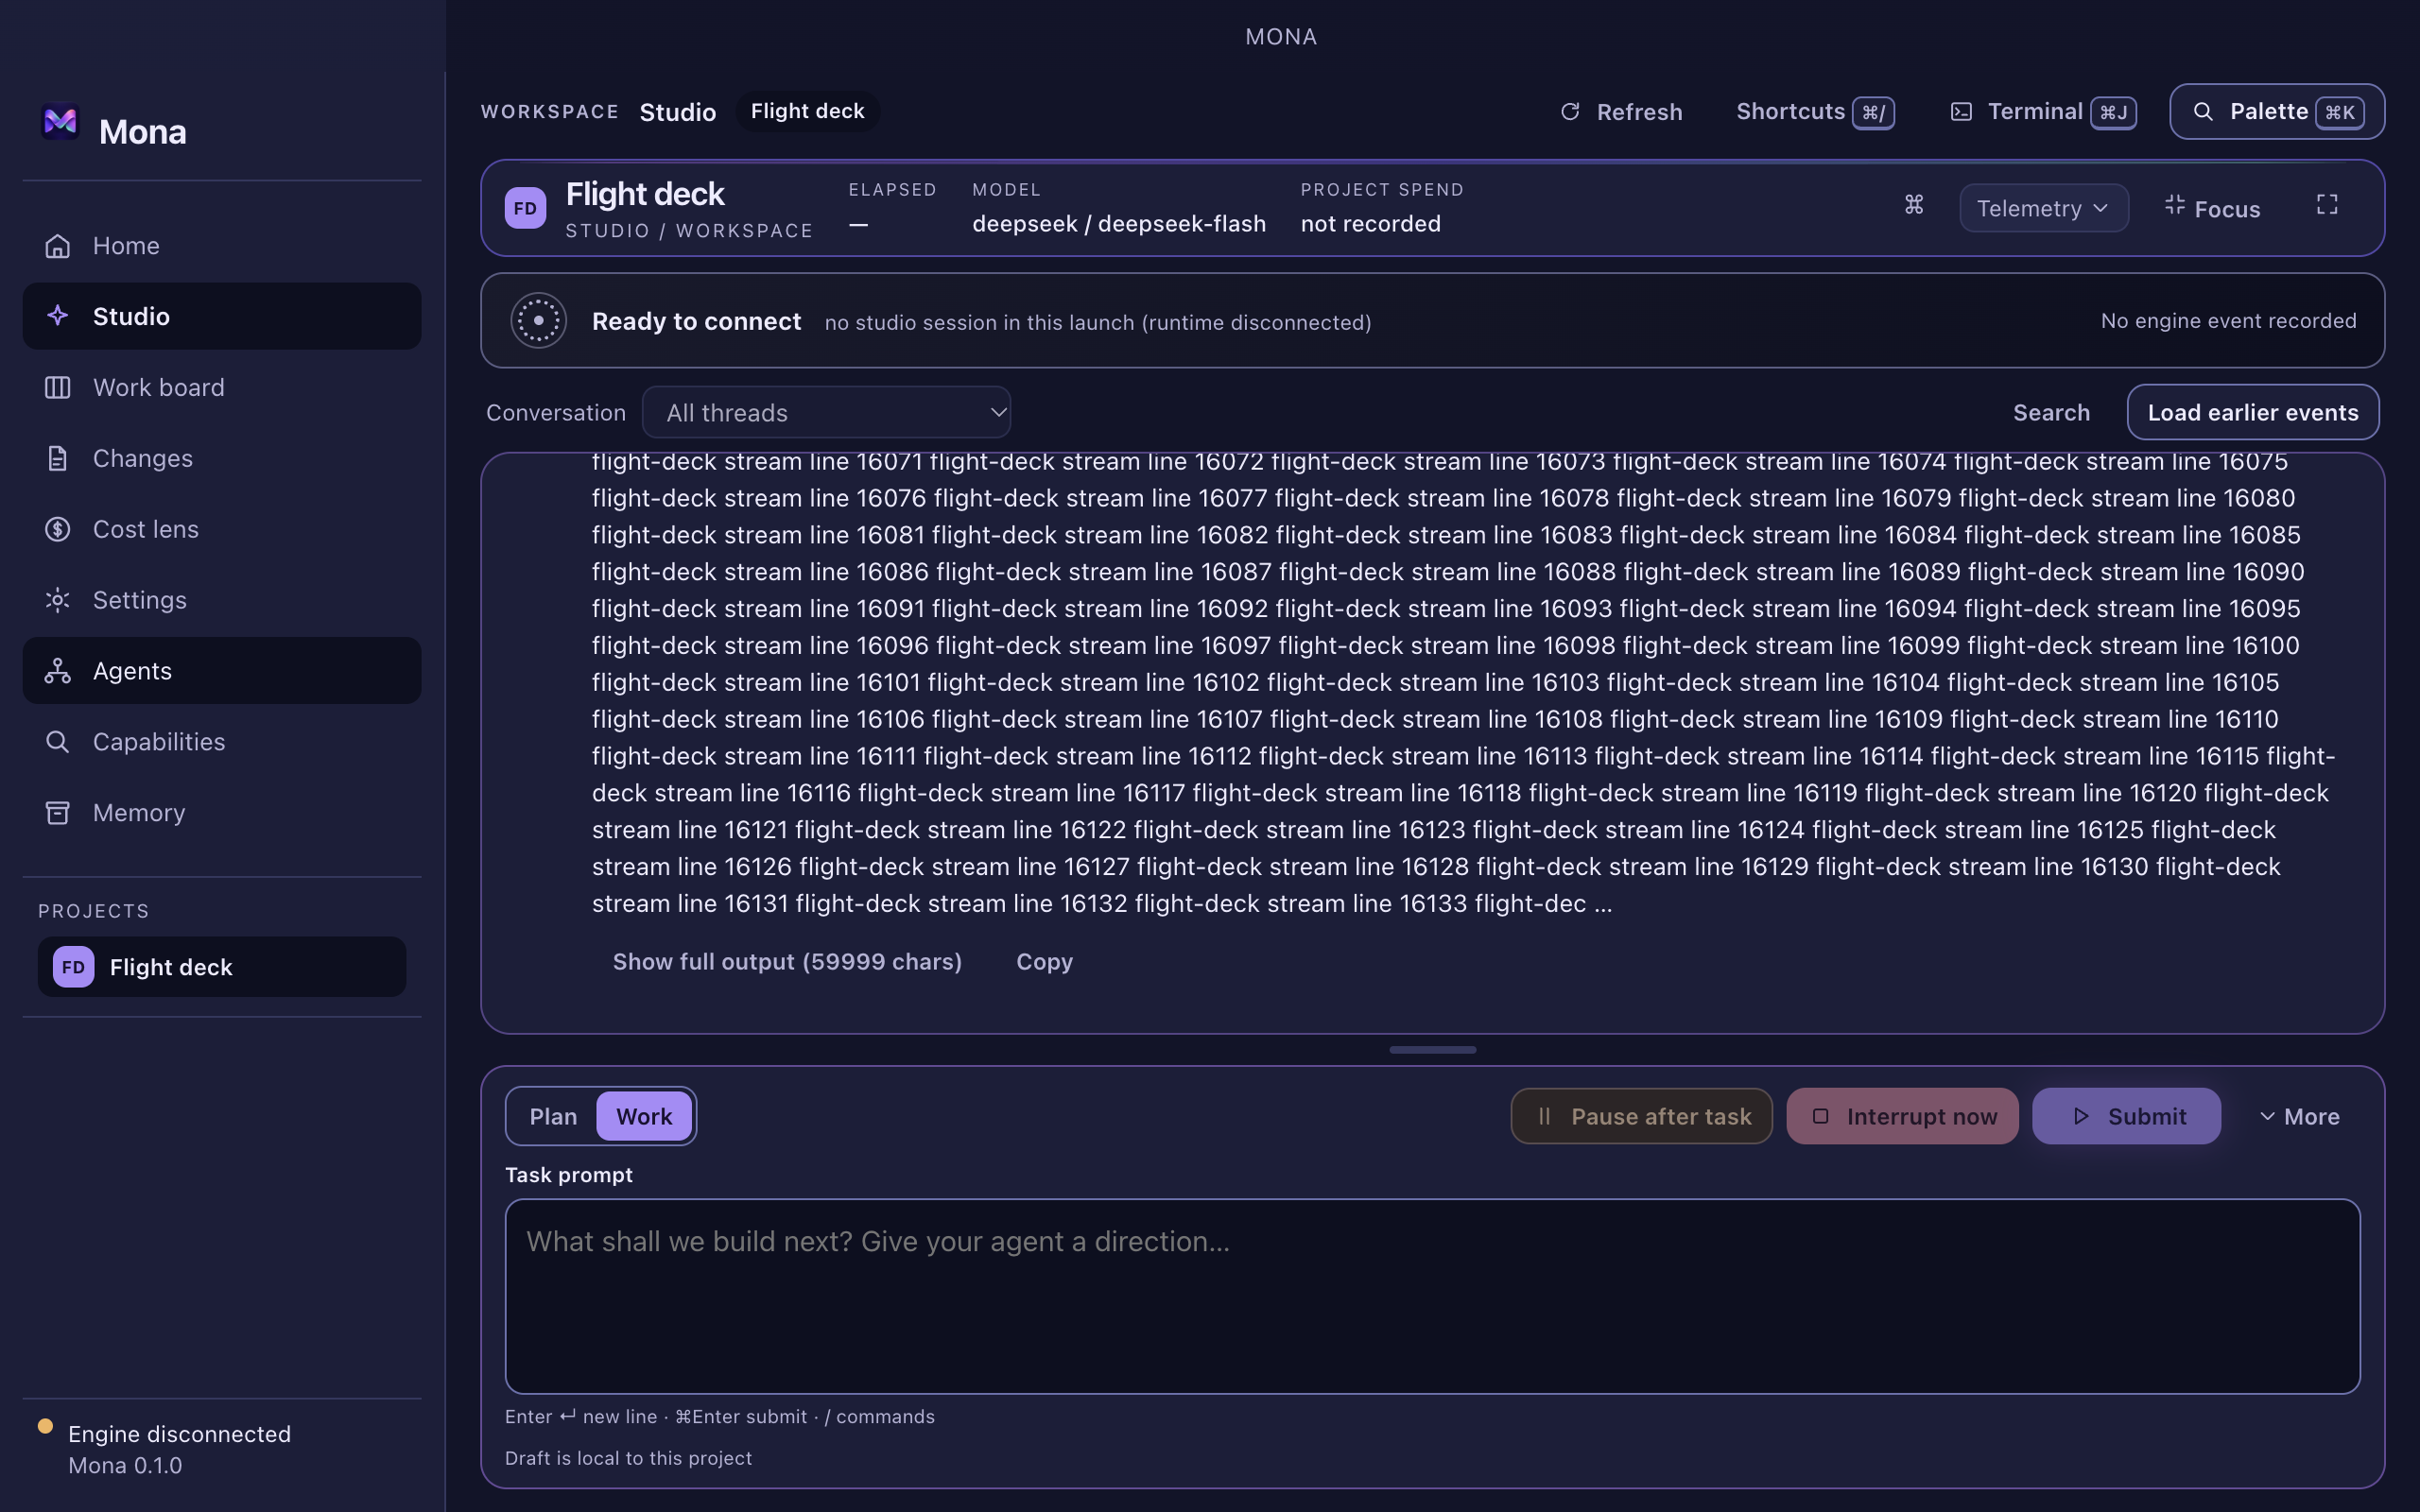 MONA
Mona
Home
Studio
Work board
Changes
Cost lens
Settings
Agents
Capabilities
Memory
PROJECTS
FD Flight deck
Engine disconnected
Mona 0.1.0
WORKSPACE Studio Flight deck
Refresh Shortcuts ⌘/ Terminal ⌘J Palette ⌘K
FD Flight deck
STUDIO / WORKSPACE
ELAPSED
—
MODEL
deepseek / deepseek-flash
PROJECT SPEND
not recorded
⌘ Telemetry Focus
Ready to connect no studio session in this launch (runtime disconnected) No engine event recorded
Conversation All threads Search Load earlier events
flight-deck stream line 16071 flight-deck stream line 16072 flight-deck stream line 16073 flight-deck stream line 16074 flight-deck stream line 16075
flight-deck stream line 16076 flight-deck stream line 16077 flight-deck stream line 16078 flight-deck stream line 16079 flight-deck stream line 16080
flight-deck stream line 16081 flight-deck stream line 16082 flight-deck stream line 16083 flight-deck stream line 16084 flight-deck stream line 16085
flight-deck stream line 16086 flight-deck stream line 16087 flight-deck stream line 16088 flight-deck stream line 16089 flight-deck stream line 16090
flight-deck stream line 16091 flight-deck stream line 16092 flight-deck stream line 16093 flight-deck stream line 16094 flight-deck stream line 16095
flight-deck stream line 16096 flight-deck stream line 16097 flight-deck stream line 16098 flight-deck stream line 16099 flight-deck stream line 16100
flight-deck stream line 16101 flight-deck stream line 16102 flight-deck stream line 16103 flight-deck stream line 16104 flight-deck stream line 16105
flight-deck stream line 16106 flight-deck stream line 16107 flight-deck stream line 16108 flight-deck stream line 16109 flight-deck stream line 16110
flight-deck stream line 16111 flight-deck stream line 16112 flight-deck stream line 16113 flight-deck stream line 16114 flight-deck stream line 16115 flight-
deck stream line 16116 flight-deck stream line 16117 flight-deck stream line 16118 flight-deck stream line 16119 flight-deck stream line 16120 flight-deck
stream line 16121 flight-deck stream line 16122 flight-deck stream line 16123 flight-deck stream line 16124 flight-deck stream line 16125 flight-deck
stream line 16126 flight-deck stream line 16127 flight-deck stream line 16128 flight-deck stream line 16129 flight-deck stream line 16130 flight-deck
stream line 16131 flight-deck stream line 16132 flight-deck stream line 16133 flight-dec ...
Show full output (59999 chars) Copy
Plan Work Pause after task Interrupt now Submit More
Task prompt
What shall we build next? Give your agent a direction...
Enter ↵ new line · ⌘Enter submit · / commands
Draft is local to this project